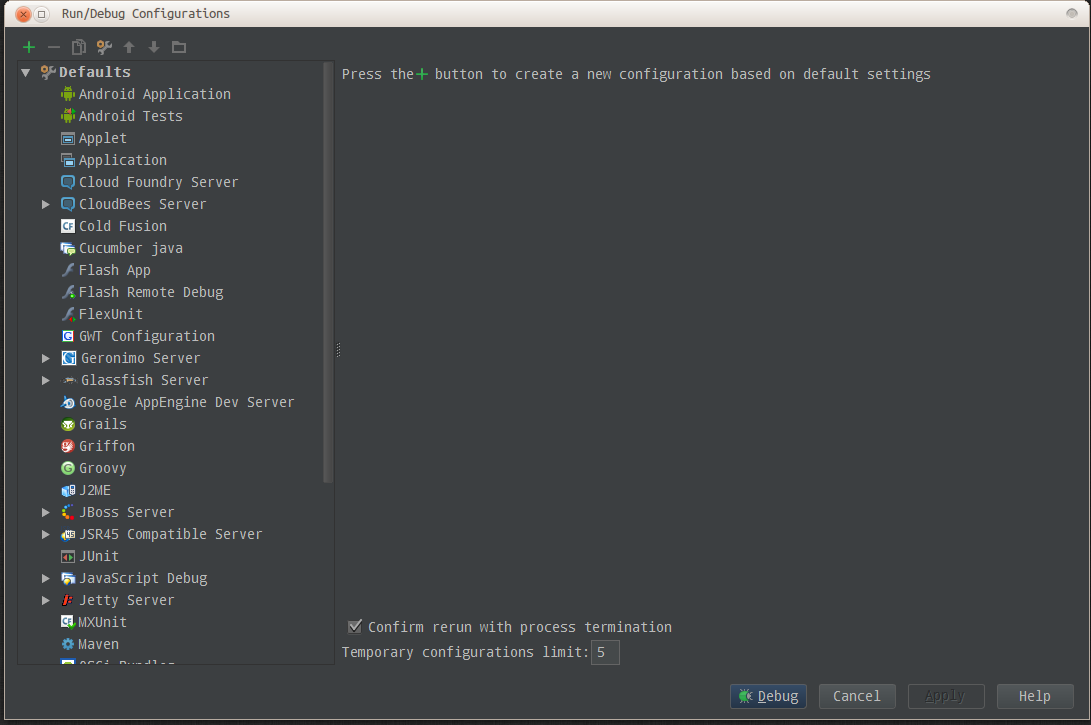 Run/Debug Configurations
Defaults
Press the + button to create a new configuration based on default settings
Android Application
Android Tests
Applet
Application
Cloud Foundry Server
CloudBees Server
Cold Fusion
Cucumber java
Flash App
Flash Remote Debug
FlexUnit
GWT Configuration
Geronimo Server
Glassfish Server
Google AppEngine Dev Server
Grails
Griffon
Groovy
J2ME
JBoss Server
JSR45 Compatible Server
JUnit
JavaScript Debug
Jetty Server
MXUnit
Maven
OSGi Bundles
Confirm rerun with process termination
Temporary configurations limit: 5
Debug
Cancel
Apply
Help